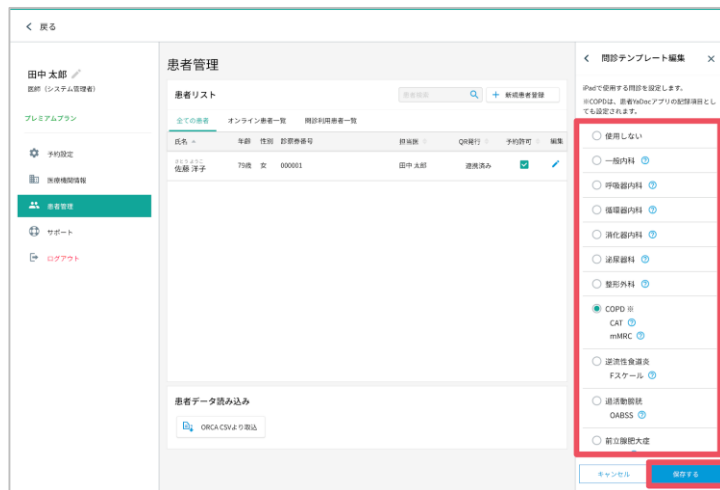 戻る
田中 太郎
医師（システム管理者）
プレミアムプラン
予約設定
医療機関情報
患者管理
サポート
ログアウト
患者管理
患者リスト
患者検索
新規患者登録
全ての患者 オンライン患者一覧 問診利用患者一覧
氏名 年齢 性別 診察券番号 担当医 QR発行 予約許可 編集
さとうようこ
佐藤 洋子 79歳 女 000001 田中 太郎 連携済み
患者データ読み込み
ORCA CSVより取込
問診テンプレート編集
iPadで使用する問診を設定します。
※COPDは、患者YaDocアプリの記録項目とし
ても設定されます。
使用しない
一般内科
呼吸器内科
循環器内科
消化器内科
泌尿器科
整形外科
COPD ※
CAT
mMRC
逆流性食道炎
Fスケール
過活動膀胱
OABSS
前立腺肥大症
キャンセル 保存する